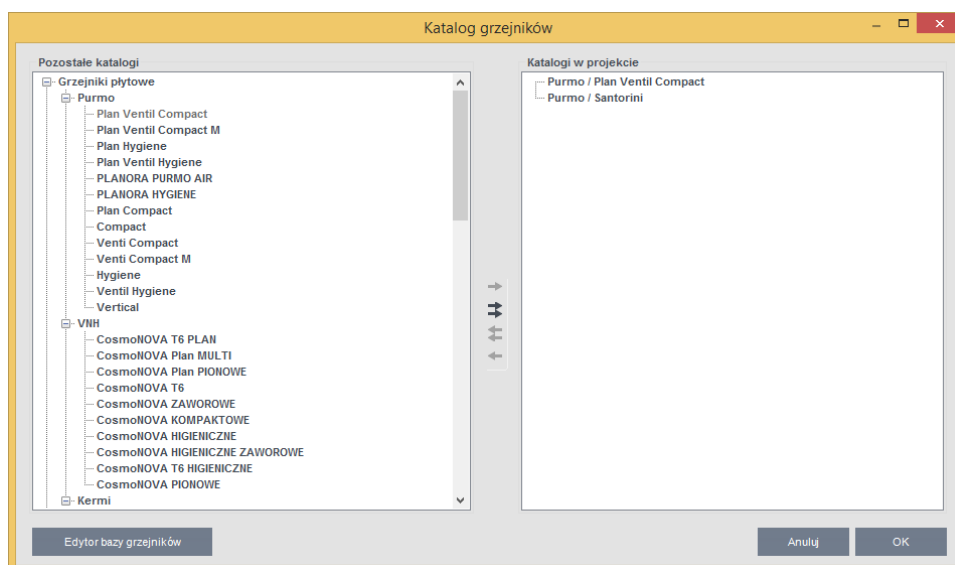 Katalog grzejników
Pozostałe katalogi
Grzejniki płytowe
Purmo
Plan Ventil Compact
Plan Ventil Compact M
Plan Hygiene
Plan Ventil Hygiene
PLANORA PURMO AIR
PLANORA HYGIENE
Plan Compact
Compact
Venti Compact
Venti Compact M
Hygiene
Ventil Hygiene
Vertical
VNH
CosmoNOVA T6 PLAN
CosmoNOVA Plan MULTI
CosmoNOVA Plan PIONOWE
CosmoNOVA T6
CosmoNOVA ZAWOROWE
CosmoNOVA KOMPAKTOWE
CosmoNOVA HIGIENICZNE
CosmoNOVA HIGIENICZNE ZAWOROWE
CosmoNOVA T6 HIGIENICZNE
CosmoNOVA PIONOWE
Kermi
Katalogi w projekcie
Purmo / Plan Ventil Compact
Purmo / Santorini
Edytor bazy grzejników
Anuluj
OK